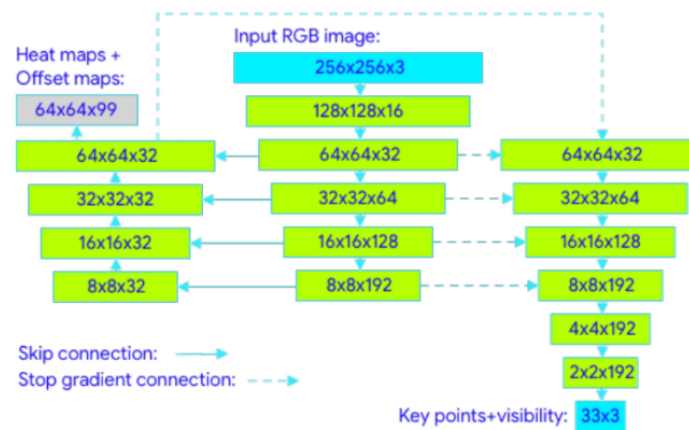 Heat maps +
Offset maps:
Input RGB image:
256x256x3
64x64x99
128x128x16
64x64x32
64x64x32
64x64x32
32x32x32
32x32x64
32x32x64
16x16x32
16x16x128
16x16x128
8x8x32
8x8x192
8x8x192
4x4x192
Skip connection:
Stop gradient connection:
2x2x192
Key points+visibility:
33x3